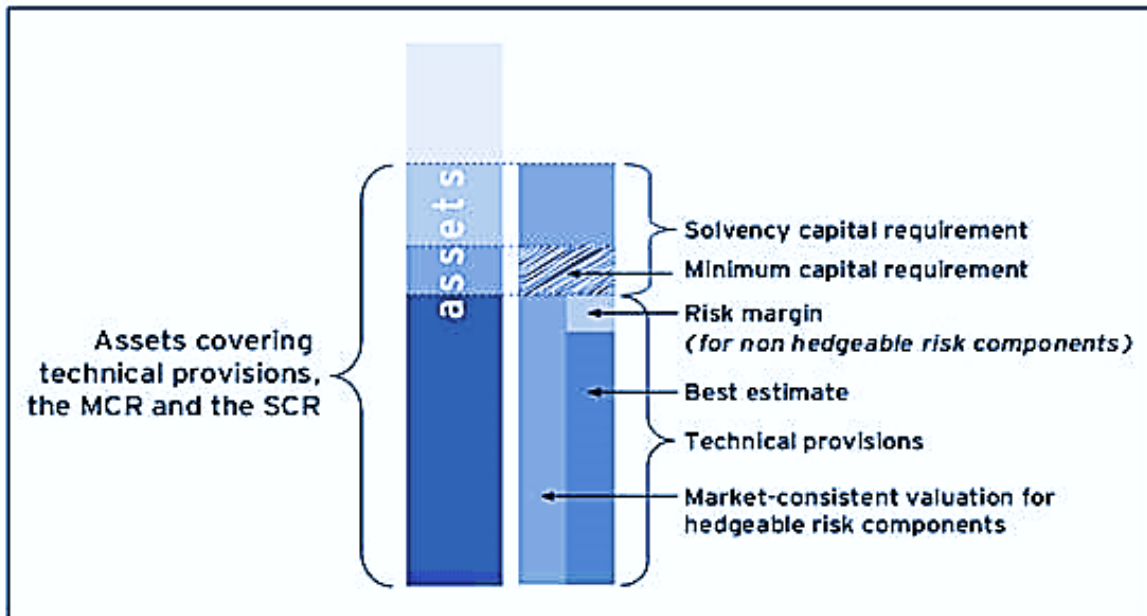 assets
Assets covering
technical provisions,
the MCR and the SCR
Solvency capital requirement
Minimum capital requirement
Risk margin
(for non hedgeable risk components)
Best estimate
Technical provisions
Market-consistent valuation for
hedgeable risk components